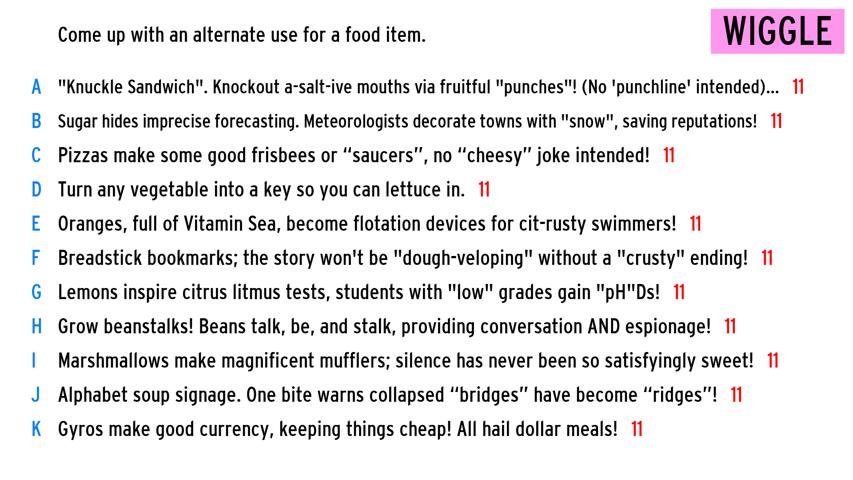 Come up with an alternate use for a food item.
WIGGLE
A "Knuckle Sandwich". Knockout a-salt-ive mouths via fruitful "punches"! (No 'punchline' intended)... 11
B Sugar hides imprecise forecasting. Meteorologists decorate towns with "snow", saving reputations! 11
C Pizzas make some good frisbees or “saucers”, no “cheesy” joke intended! 11
D Turn any vegetable into a key so you can lettuce in. 11
E Oranges, full of Vitamin Sea, become flotation devices for cit-rusty swimmers! 11
F Breadstick bookmarks; the story won't be "dough-veloping" without a "crusty" ending! 11
G Lemons inspire citrus litmus tests, students with "low" grades gain "pH"Ds! 11
H Grow beanstalks! Beans talk, be, and stalk, providing conversation AND espionage! 11
I Marshmallows make magnificent mufflers; silence has never been so satisfyingly sweet! 11
J Alphabet soup signage. One bite warns collapsed “bridges” have become “ridges”! 11
K Gyros make good currency, keeping things cheap! All hail dollar meals! 11